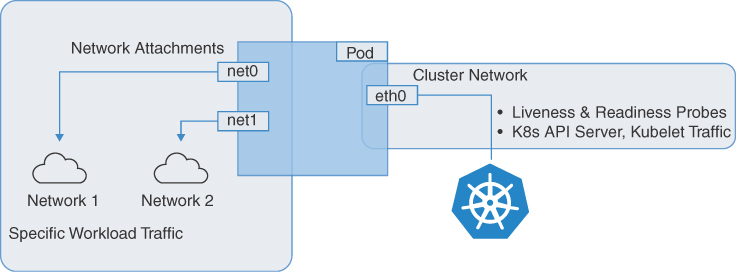 Network Attachments
Pod
net0
Cluster Network
eth0
• Liveness & Readiness Probes
net1
• K8s API Server, Kubelet Traffic
Network 1
Network 2
Specific Workload Traffic